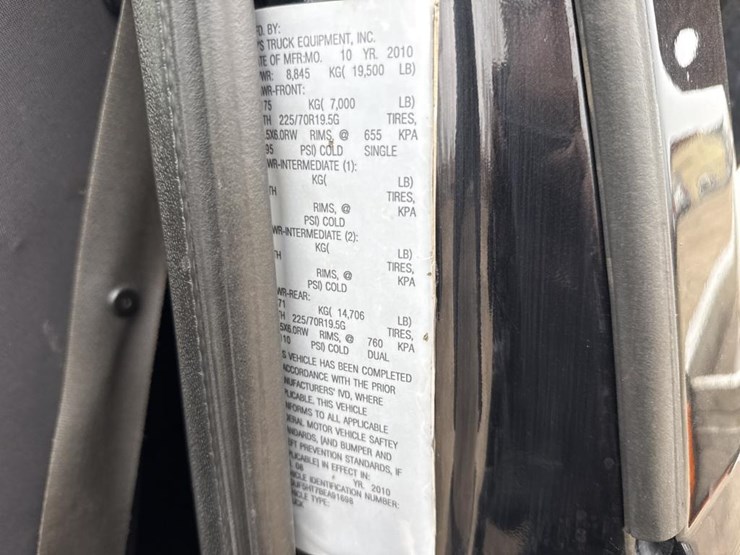 D. BY:
'S TRUCK EQUIPMENT, INC.
TE OF MFR:MO. 10 YR. 2010
WR: 8,845 KG( 19,500 LB)
WR-FRONT:
75 KG( 7,000 LB)
TH 225/70R19.5G TIRES,
5X6.0RW RIMS, @ 655 KPA
95 PSI) COLD SINGLE
WR-INTERMEDIATE (1):
KG( LB)
TH TIRES,
RIMS, @ KPA
PSI) COLD
WR-INTERMEDIATE (2):
KG( LB)
TH TIRES,
RIMS, @ KPA
PSI) COLD
WR-REAR:
71 KG( 14,706 LB)
H 225/70R19.5G TIRES,
5X6.0RW RIMS, @ 760 KPA
10 PSI) COLD DUAL
S VEHICLE HAS BEEN COMPLETED
ACCORDANCE WITH THE PRIOR
NUFACTURERS' IVD, WHERE
PLICABLE. THIS VEHICLE
NFORMS TO ALL APPLICABLE
DERAL MOTOR VEHICLE SAFTEY
NDARDS, (AND BUMPER AND
FT PREVENTION STANDARDS, IF
PLICABLE) IN EFFECT IN:
YR. 2010
HICLE IDENTIFICATION NUMBER:
HICLE TYPE: